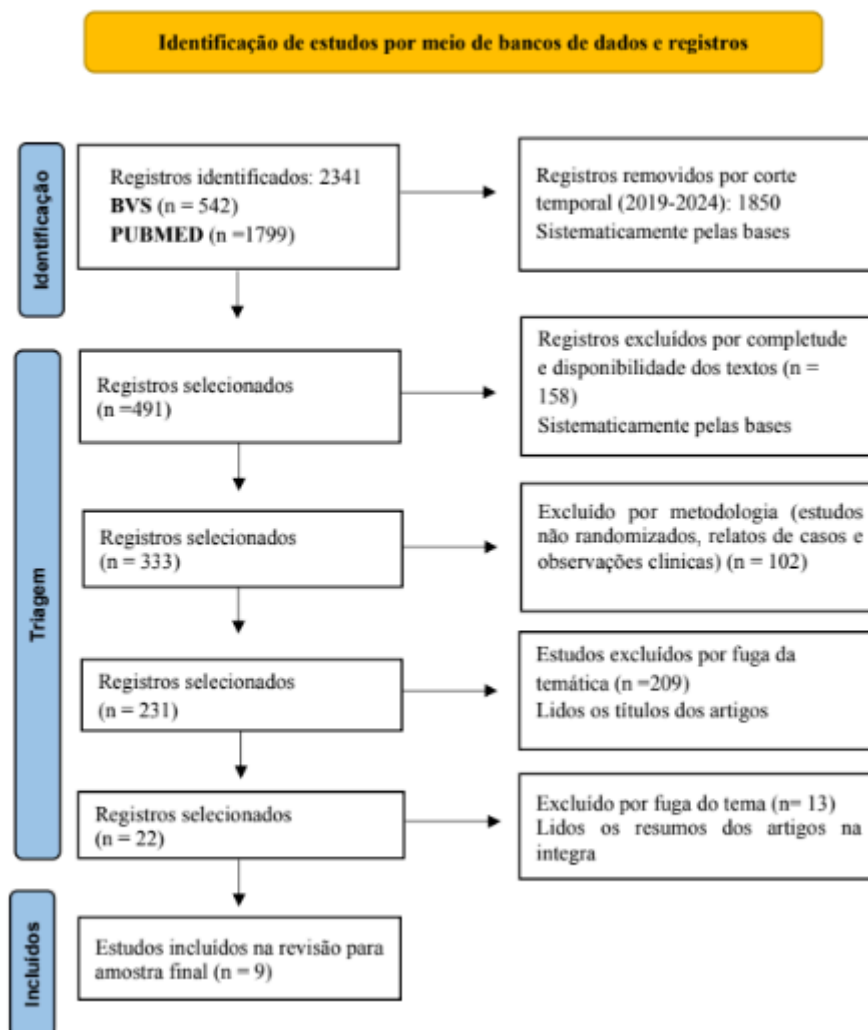 Identificação de estudos por meio de bancos de dados e registros
Identificação
Registros identificados: 2341
BVS (n = 542)
PUBMED (n =1799)
Registros removidos por corte
temporal (2019-2024): 1850
Sistematicamente pelas bases
Triagem
Registros selecionados
(n =491)
Registros excluídos por completude
e disponibilidade dos textos (n =
158)
Sistematicamente pelas bases
Registros selecionados
(n = 333)
Excluído por metodologia (estudos
não randomizados, relatos de casos e
observações clinicas) (n = 102)
Registros selecionados
(n = 231)
Estudos excluídos por fuga da
temática (n =209)
Lidos os títulos dos artigos
Registros selecionados
(n = 22)
Excluído por fuga do tema (n= 13)
Lidos os resumos dos artigos na
integra
Incluídos
Estudos incluídos na revisão para
amostra final (n = 9)